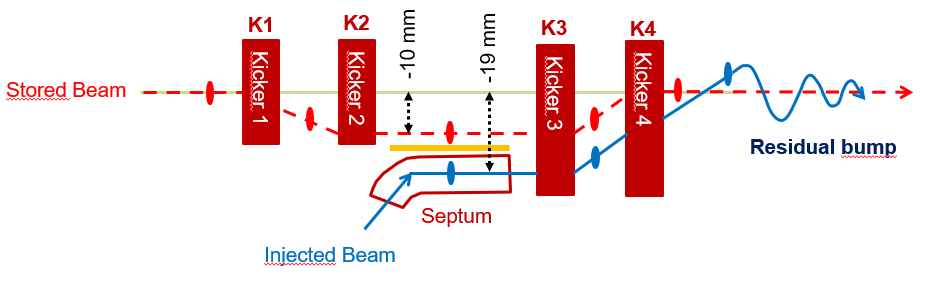 K1
K2
-10 mm
-19 mm
K3
K4
Stored Beam
Kicker 1
Kicker 2
Kicker 3
Kicker 4
Residual bump
Septum
Injected Beam